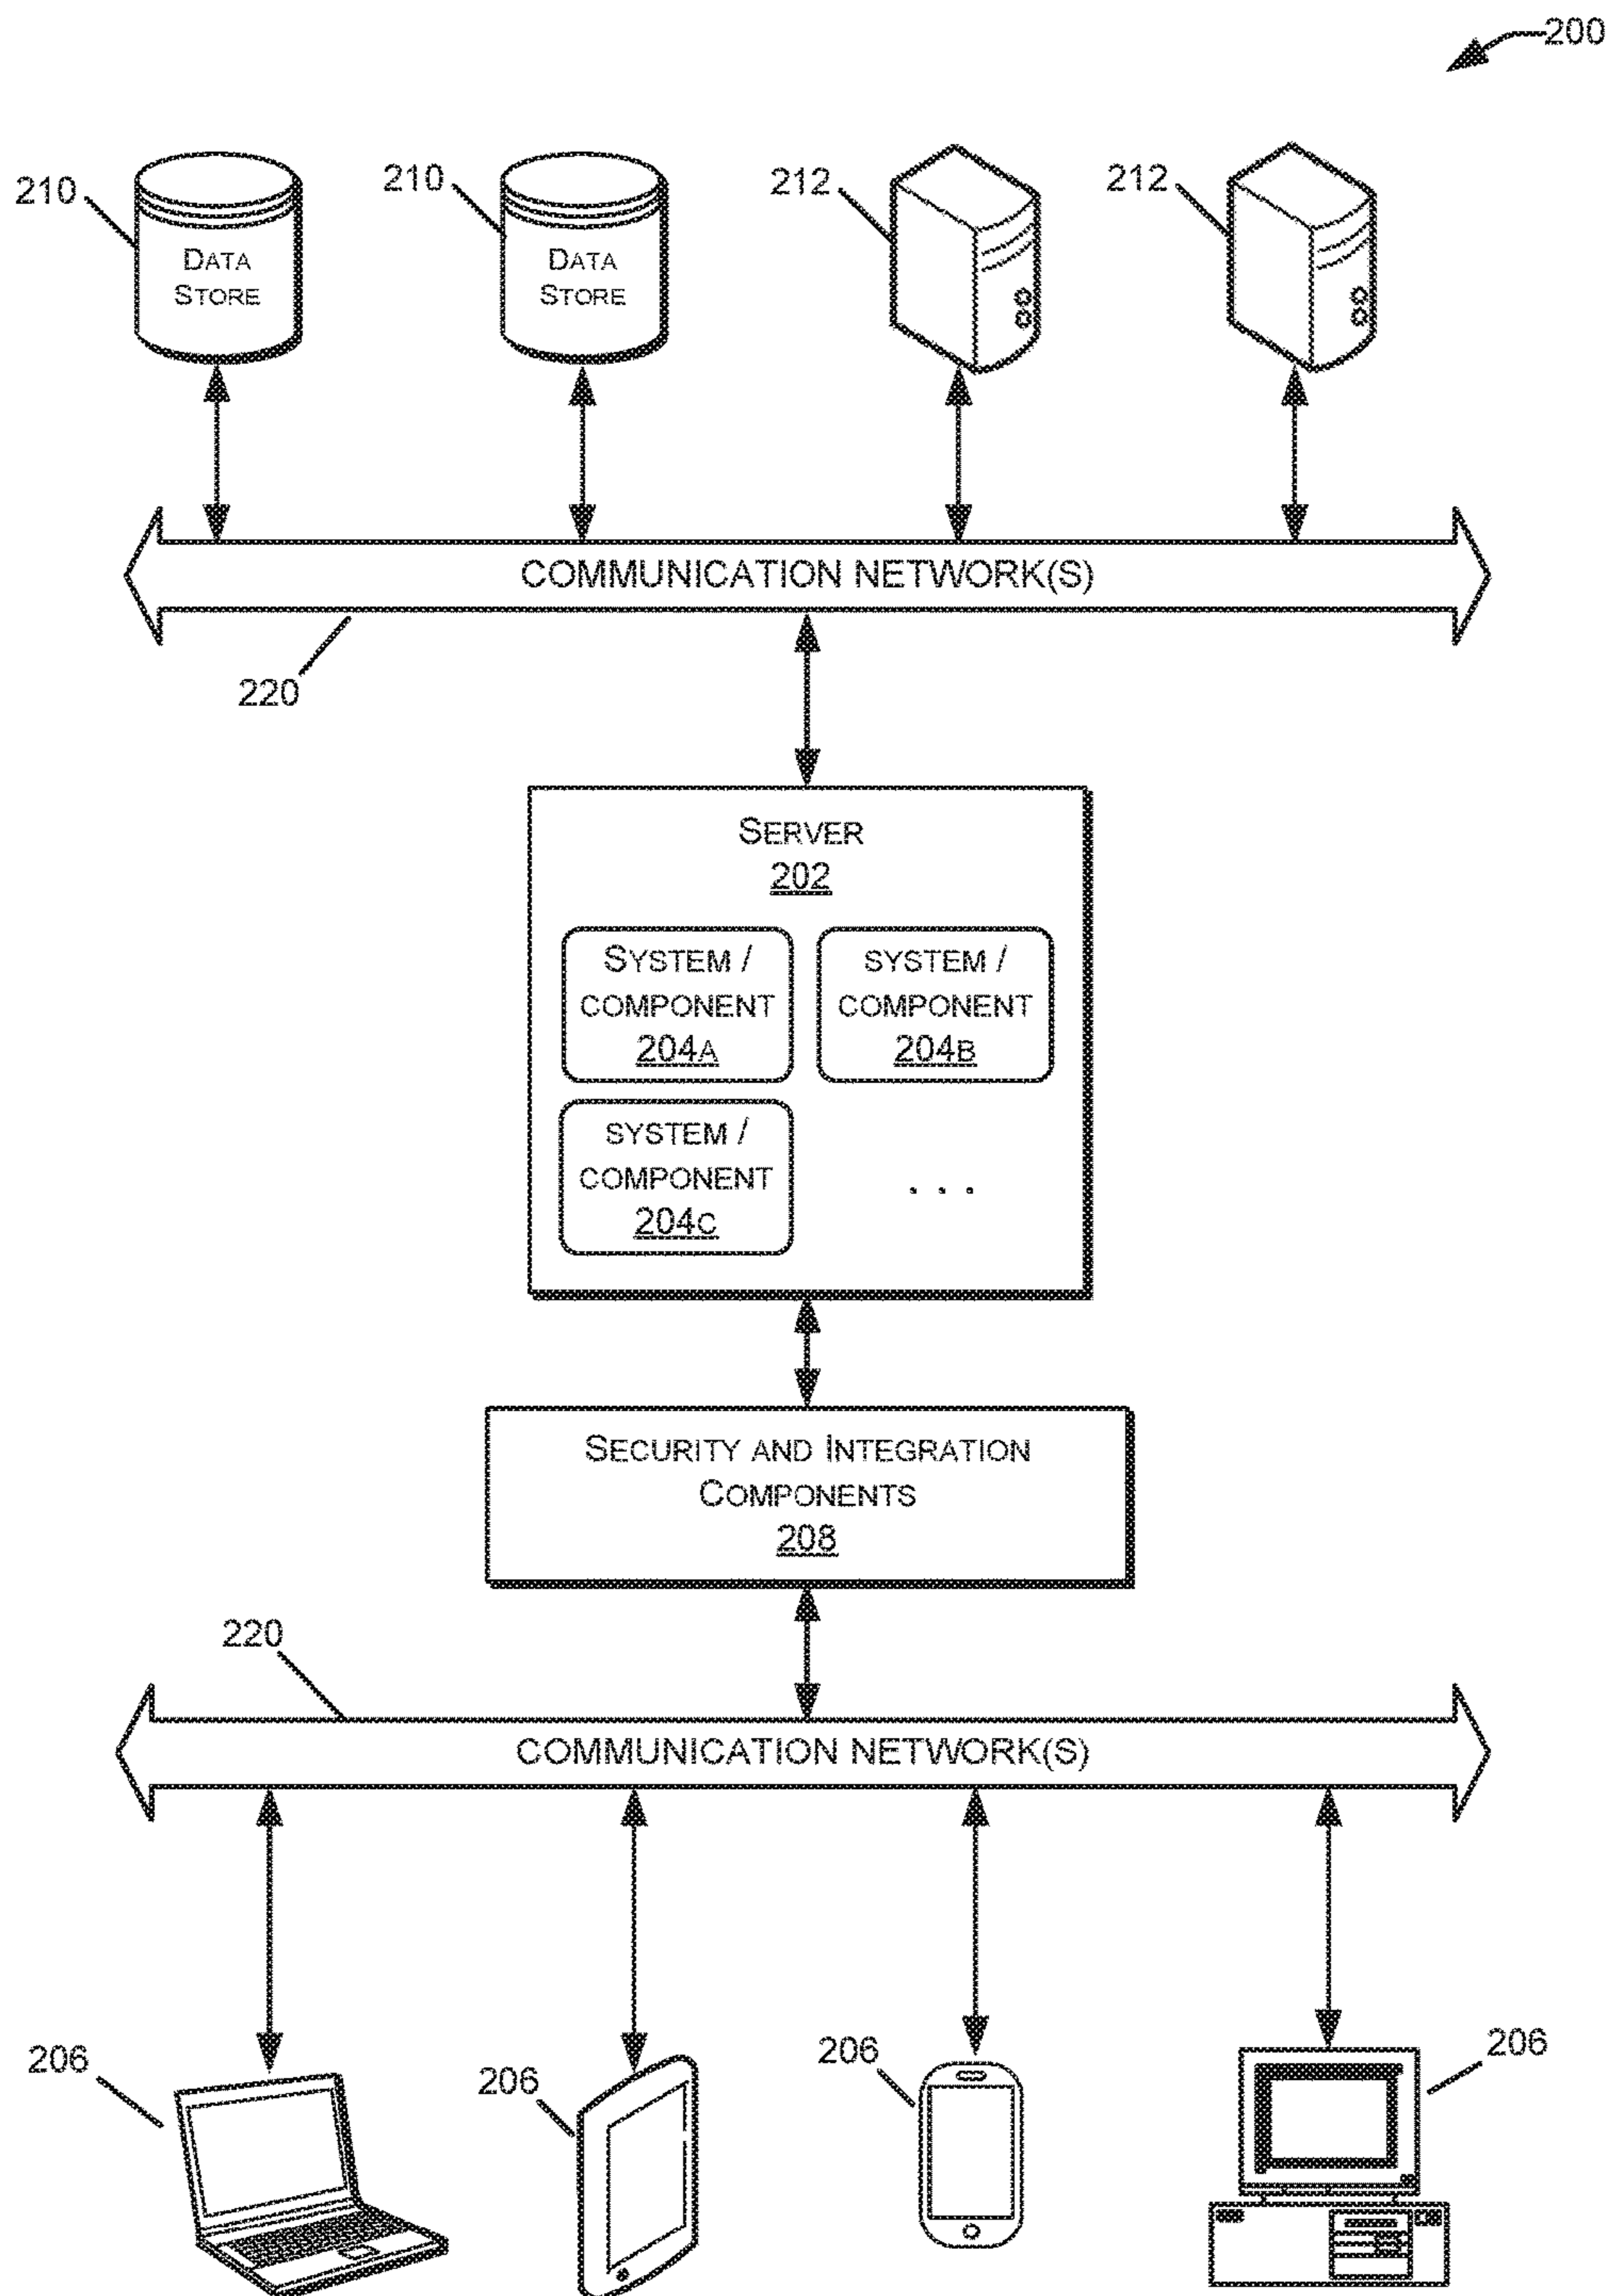 200
210
210
212
212
DATA
STORE
DATA
STORE
COMMUNICATION NETWORK(S)
220
SERVER
202
SYSTEM /
COMPONENT
204A
SYSTEM /
COMPONENT
204B
SYSTEM /
COMPONENT
204C
. . .
SECURITY AND INTEGRATION
COMPONENTS
208
220
COMMUNICATION NETWORK(S)
206
206
206
206